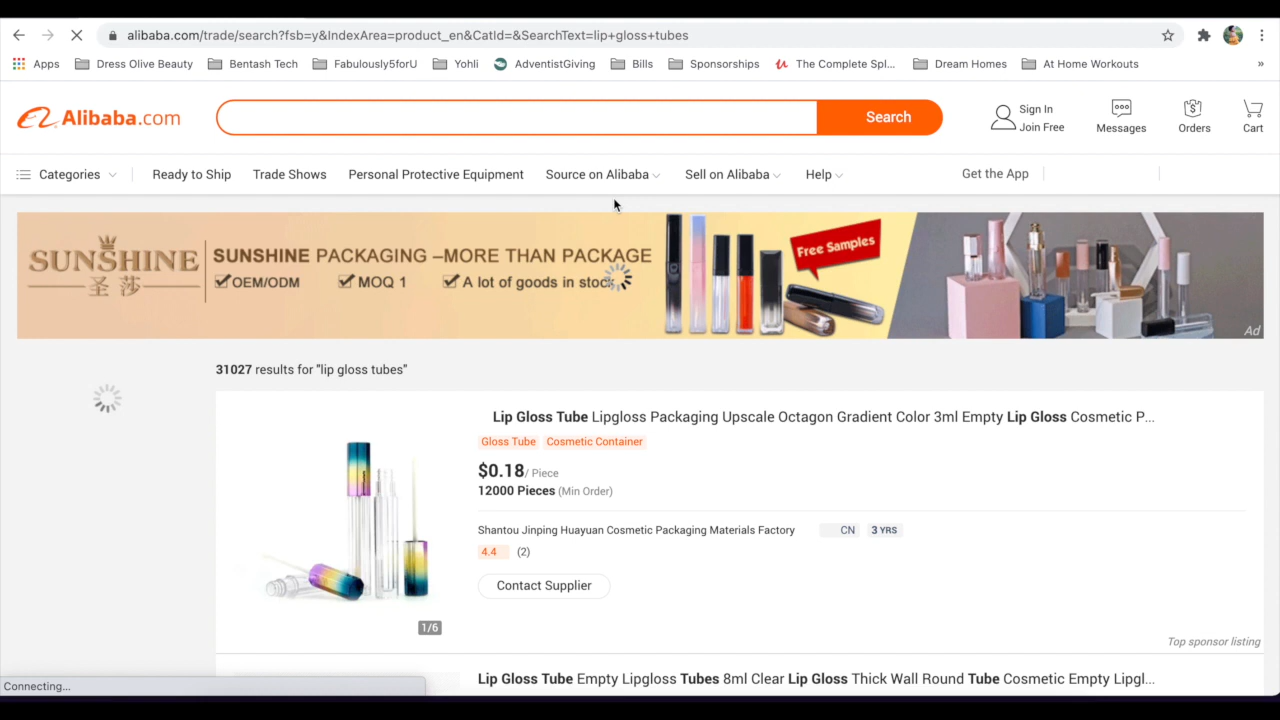 alibaba.com/trade/search?fsb=y&IndexArea=product_en&CatId=&SearchText=lip+gloss+tubes
Apps Dress Olive Beauty Bentash Tech Fabulously5forU Yohli AdventistGiving Bills Sponsorships The Complete Spl... Dream Homes At Home Workouts »
Alibaba.com Search Sign In
Join Free Messages Orders Cart
Categories Ready to Ship Trade Shows Personal Protective Equipment Source on Alibaba Sell on Alibaba Help Get the App
SUNSHINE
圣莎
SUNSHINE PACKAGING –MORE THAN PACKAGE
OEM/ODM MOQ 1 A lot of goods in stock
Free Samples
Ad
31027 results for "lip gloss tubes"
Lip Gloss Tube Lipgloss Packaging Upscale Octagon Gradient Color 3ml Empty Lip Gloss Cosmetic P...
Gloss Tube Cosmetic Container
$0.18/ Piece
12000 Pieces (Min Order)
Shantou Jinping Huayuan Cosmetic Packaging Materials Factory CN 3 YRS
4.4 (2)
Contact Supplier
1/6
Top sponsor listing
Lip Gloss Tube Empty Lipgloss Tubes 8ml Clear Lip Gloss Thick Wall Round Tube Cosmetic Empty Lipgl...
Connecting...